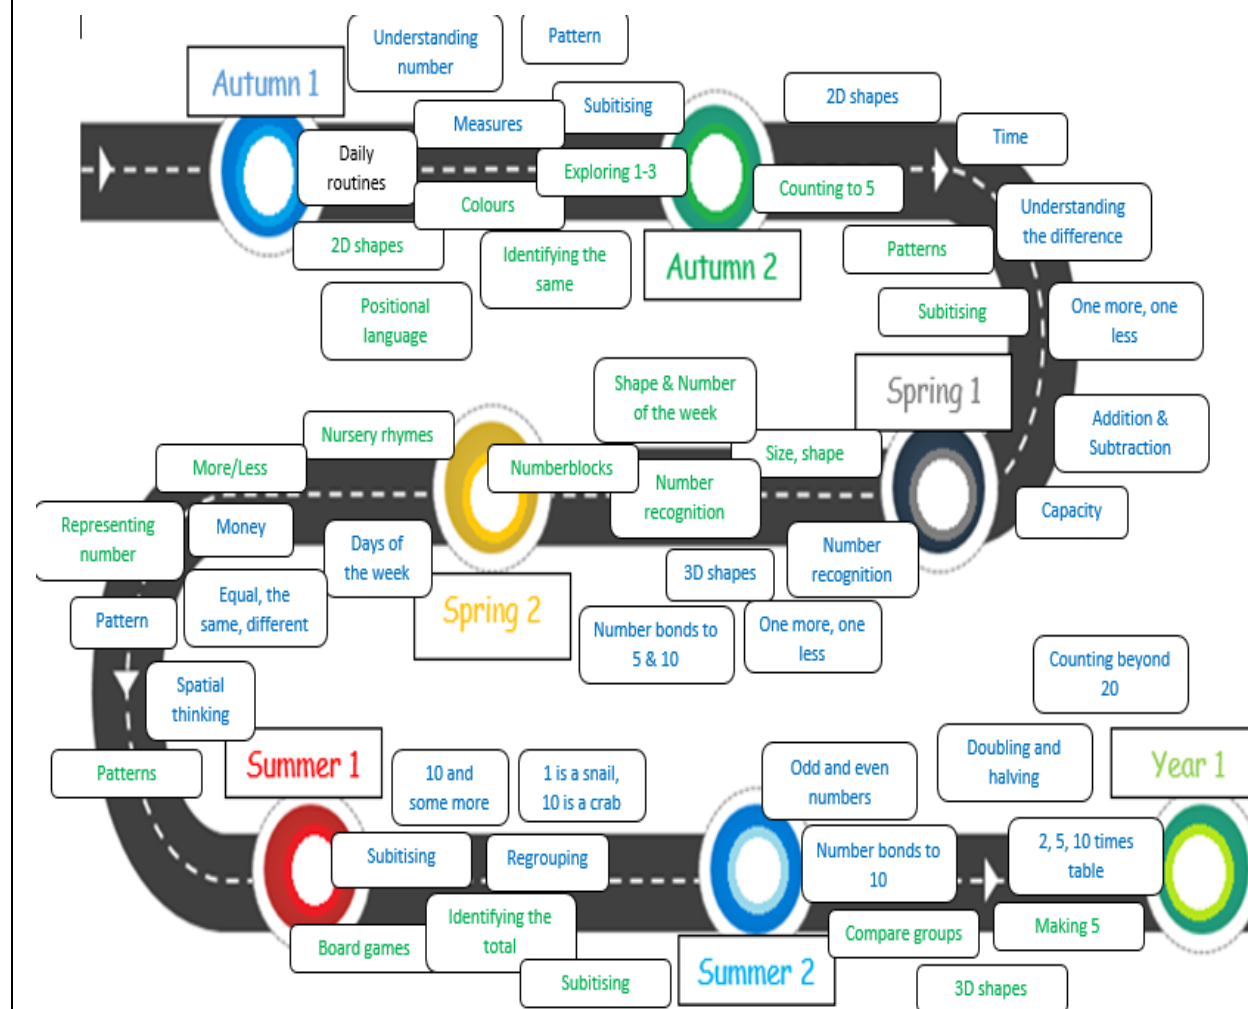 Understanding
number
Pattern
Autumn 1
Subitising
2D shapes
Measures
Time
Daily
routines
Exploring 1-3
Counting to 5
Colours
Understanding
the difference
2D shapes
Identifying the
same
Autumn 2
Patterns
Positional
language
Subitising
One more, one
less
Spring 1
Shape & Number
of the week
Addition &
Subtraction
Nursery rhymes
Size, shape
More/Less
Numberblocks
Number
recognition
Capacity
Representing
number
Money
Days of
the week
Number
recognition
3D shapes
Equal, the
same, different
Spring 2
Pattern
Number bonds to
5 & 10
One more, one
less
Counting beyond
20
Spatial
thinking
Patterns
Summer 1
10 and
some more
1 is a snail,
10 is a crab
Odd and even
numbers
Doubling and
halving
Year 1
Subitising
Regrouping
Number bonds to
10
2, 5, 10 times
table
Board games
Identifying the
total
Compare groups
Making 5
Subitising
Summer 2
3D shapes